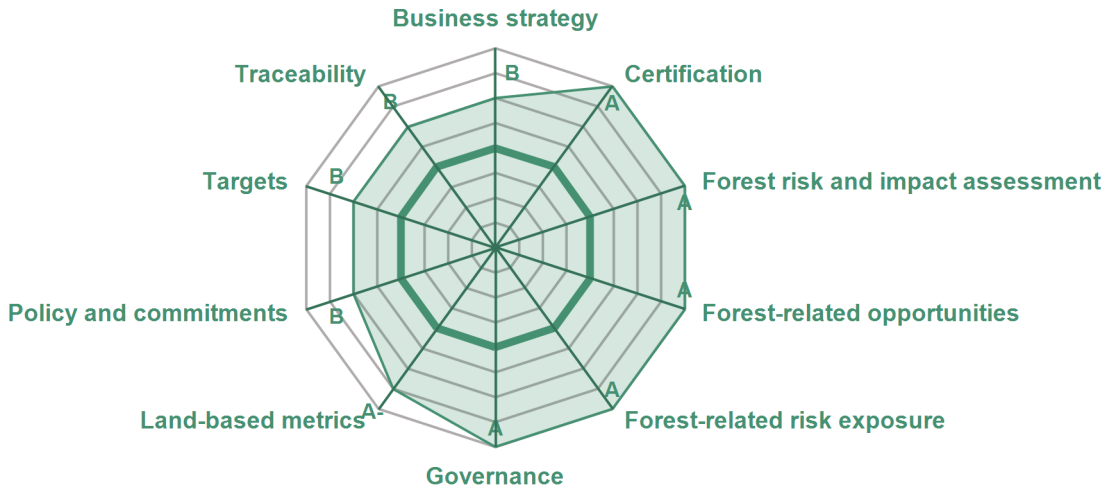 Business strategy
B
Traceability
Certification
B
A
Targets
B
Forest risk and impact assessment
A
Policy and commitments
B
A
Forest-related opportunities
Land-based metrics
A-
A
Forest-related risk exposure
A
Governance